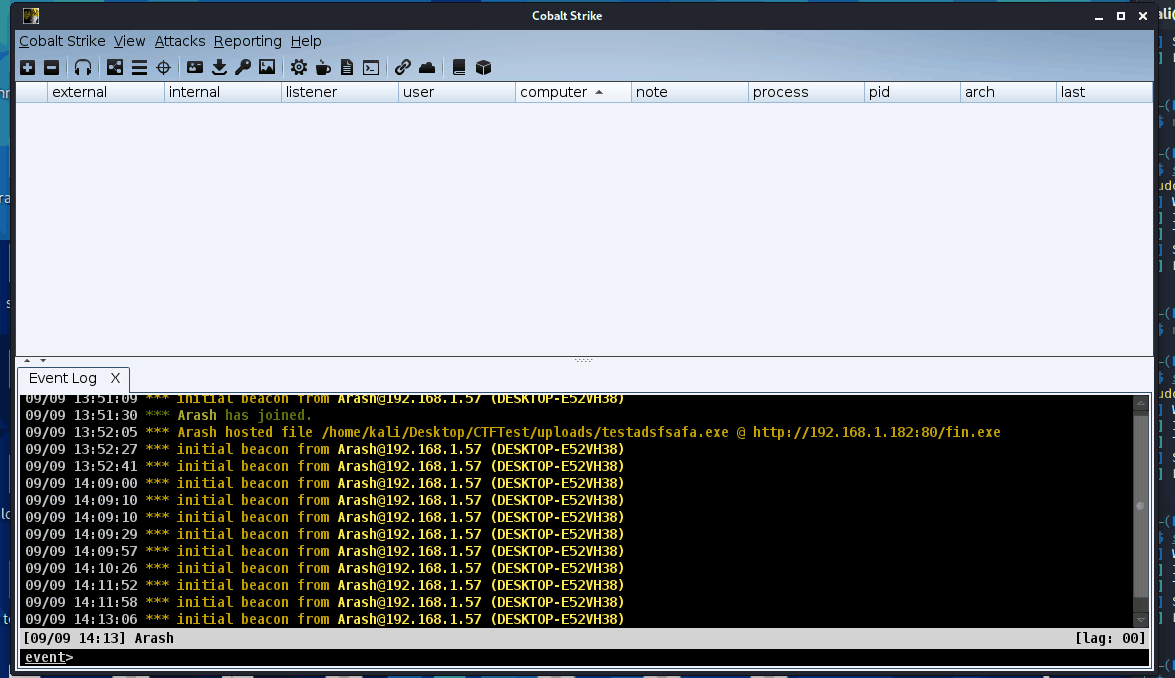 Cobalt Strike
Cobalt Strike View Attacks Reporting Help
external internal listener user computer note process pid arch last
Event Log X
09/09 13:51:09 *** initial beacon from Arash@192.168.1.57 (DESKTOP-E52VH38)
09/09 13:51:30 *** Arash has joined.
09/09 13:52:05 *** Arash hosted file /home/kali/Desktop/CTFTest/uploads/testadsfsafa.exe @ http://192.168.1.182:80/fin.exe
09/09 13:52:27 *** initial beacon from Arash@192.168.1.57 (DESKTOP-E52VH38)
09/09 13:52:41 *** initial beacon from Arash@192.168.1.57 (DESKTOP-E52VH38)
09/09 14:09:00 *** initial beacon from Arash@192.168.1.57 (DESKTOP-E52VH38)
09/09 14:09:10 *** initial beacon from Arash@192.168.1.57 (DESKTOP-E52VH38)
09/09 14:09:10 *** initial beacon from Arash@192.168.1.57 (DESKTOP-E52VH38)
09/09 14:09:29 *** initial beacon from Arash@192.168.1.57 (DESKTOP-E52VH38)
09/09 14:09:57 *** initial beacon from Arash@192.168.1.57 (DESKTOP-E52VH38)
09/09 14:10:26 *** initial beacon from Arash@192.168.1.57 (DESKTOP-E52VH38)
09/09 14:11:52 *** initial beacon from Arash@192.168.1.57 (DESKTOP-E52VH38)
09/09 14:11:58 *** initial beacon from Arash@192.168.1.57 (DESKTOP-E52VH38)
09/09 14:13:06 *** initial beacon from Arash@192.168.1.57 (DESKTOP-E52VH38)
[09/09 14:13] Arash [lag: 00]
event>